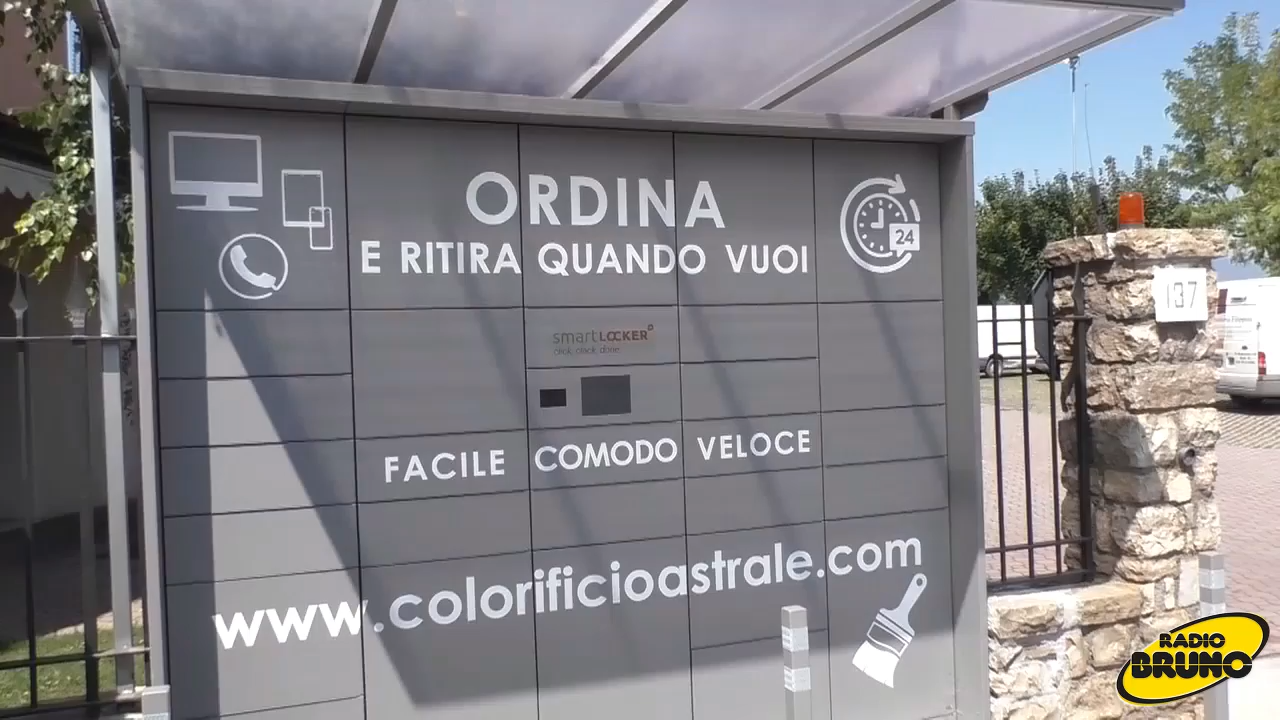 ORDINA
E RITIRA QUANDO VUOI
24
smartLOCKER
click, clack, done.
137
FACILE COMODO VELOCE
www.colorificioastrale.com
RADIO
BRUNO